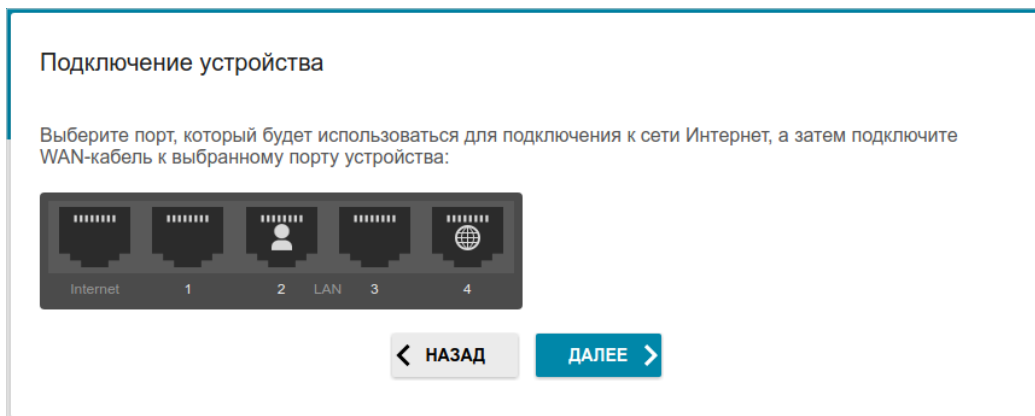 Подключение устройства
Выберите порт, который будет использоваться для подключения к сети Интернет, а затем подключите
WAN-кабель к выбранному порту устройства:
Internet 1 2 LAN 3 4
НАЗАД ДАЛЕЕ